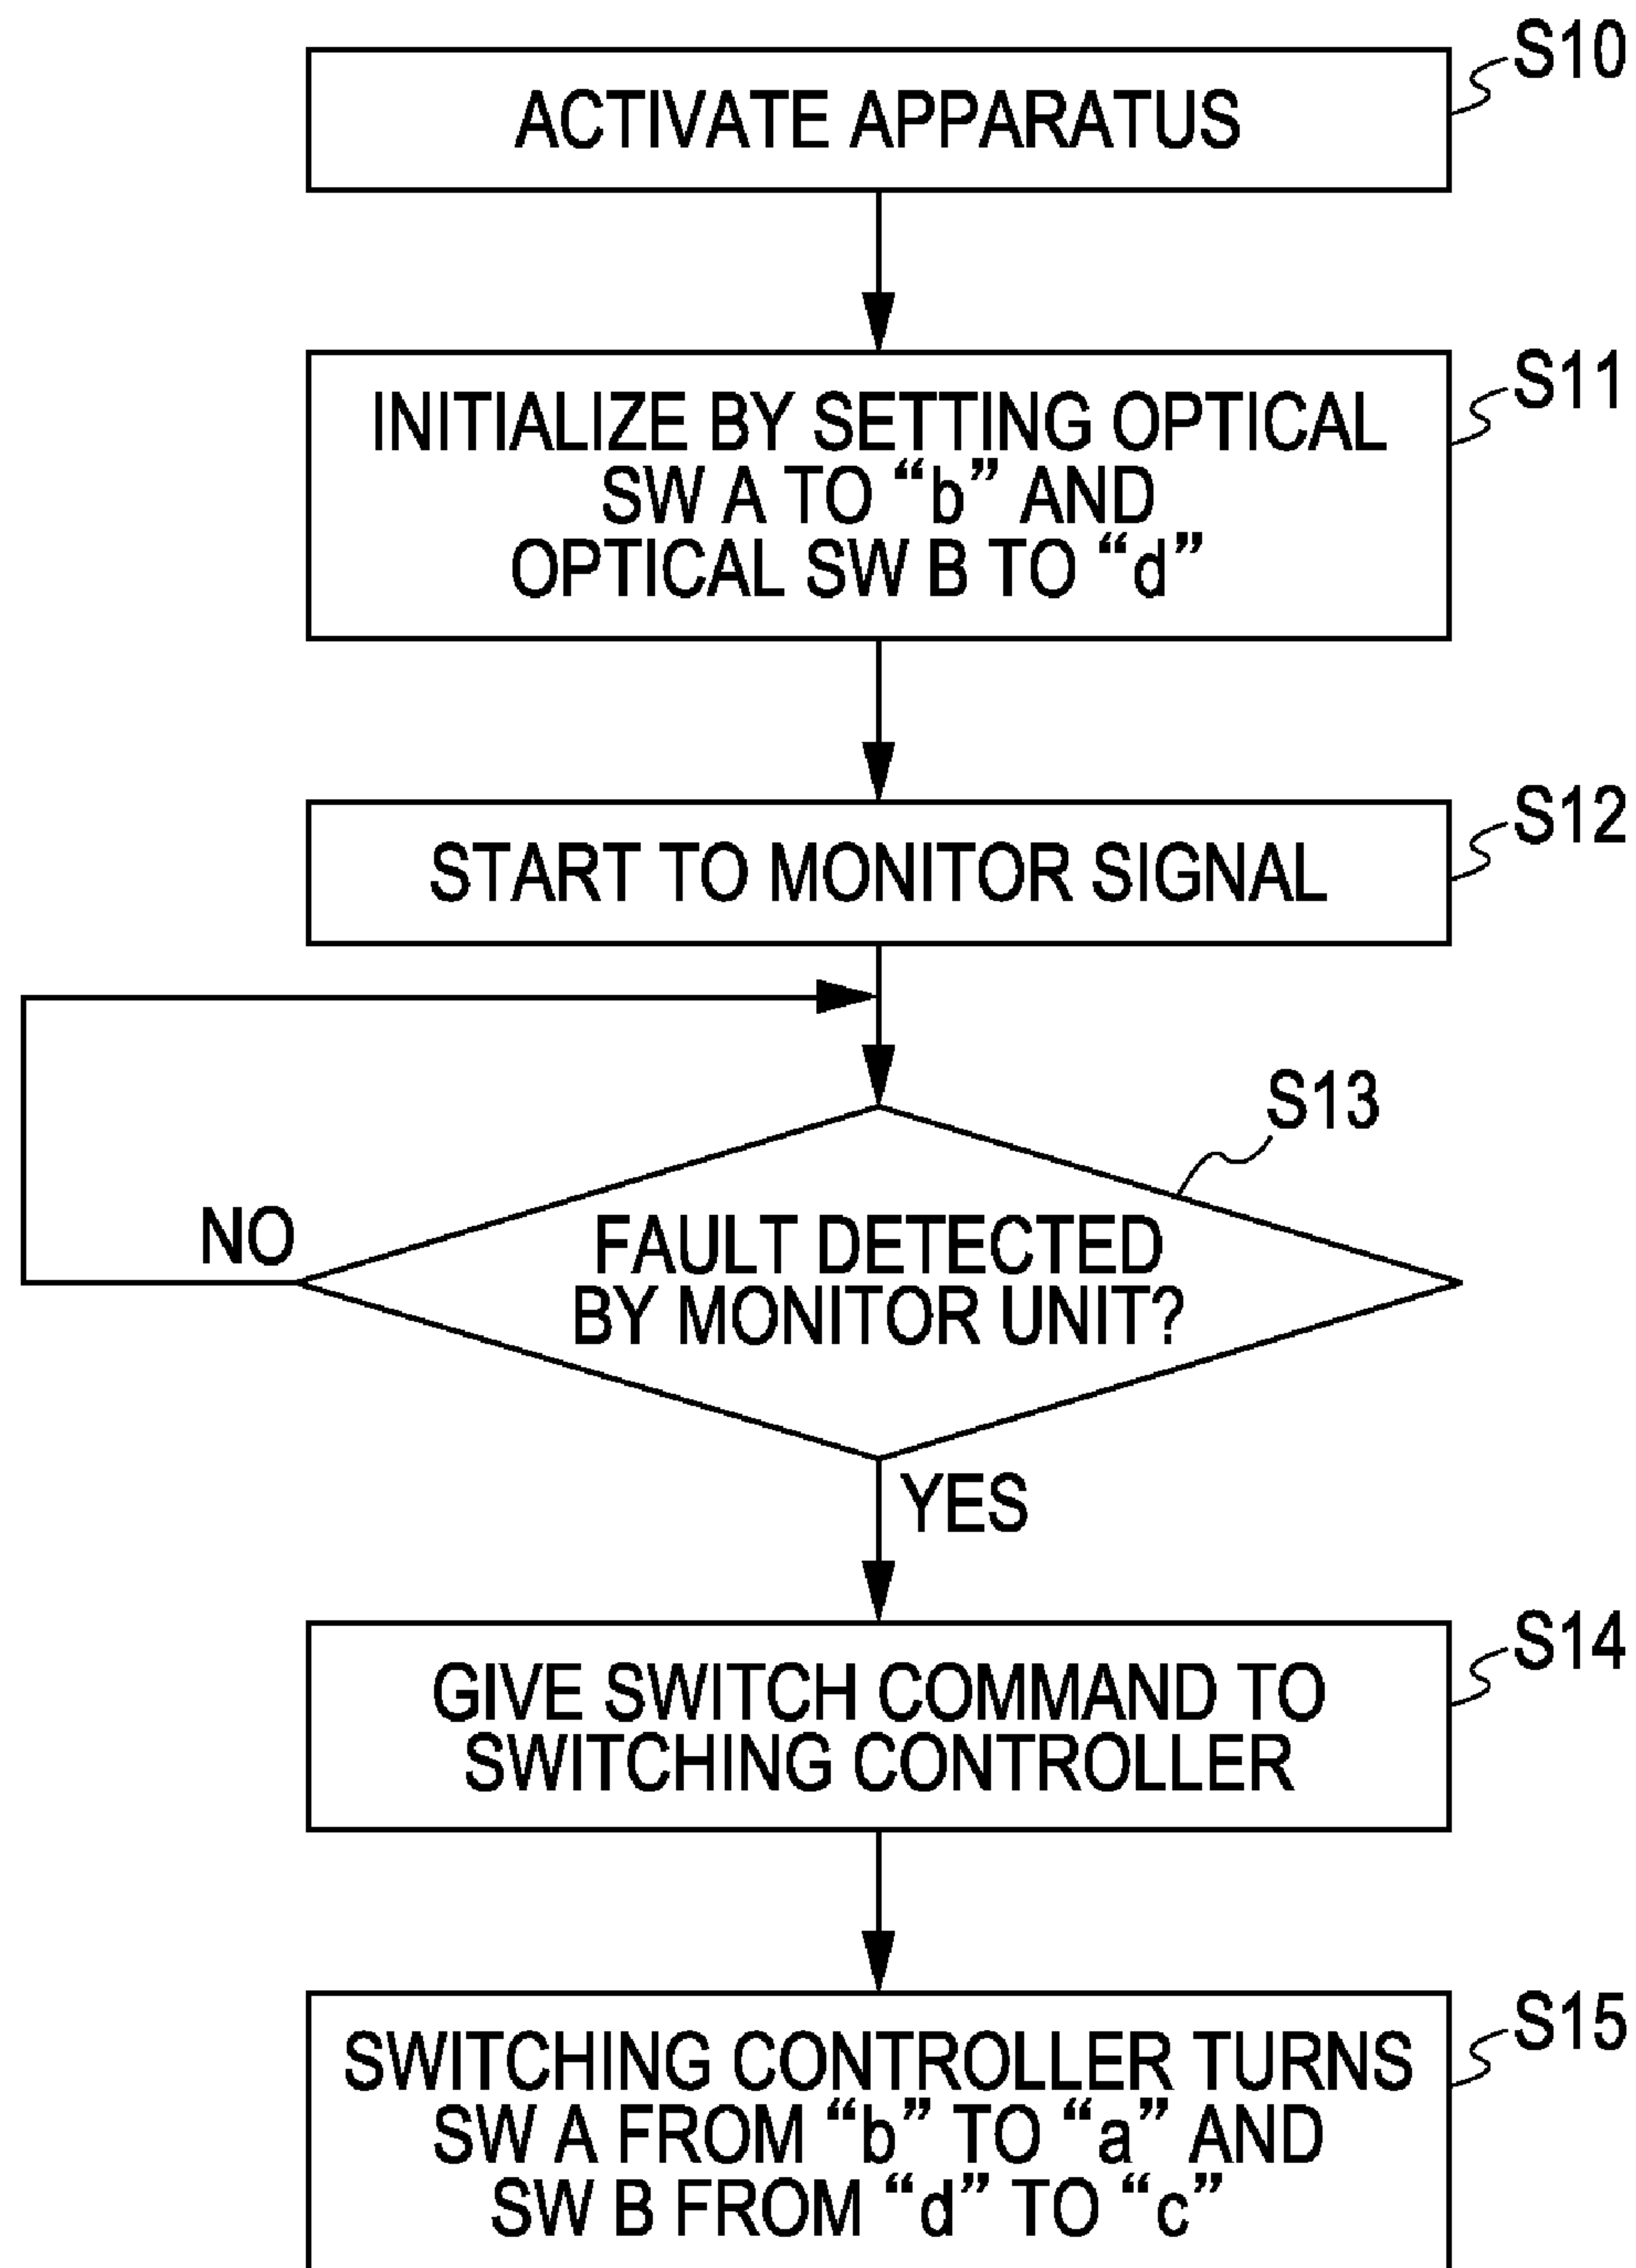 S10
ACTIVATE APPARATUS
S11
INITIALIZE BY SETTING OPTICAL
SW A TO “b” AND
OPTICAL SW B TO “d”
S12
START TO MONITOR SIGNAL
S13
NO
FAULT DETECTED
BY MONITOR UNIT?
YES
S14
GIVE SWITCH COMMAND TO
SWITCHING CONTROLLER
S15
SWITCHING CONTROLLER TURNS
SW A FROM “b” TO “a” AND
SW B FROM “d” TO “c”